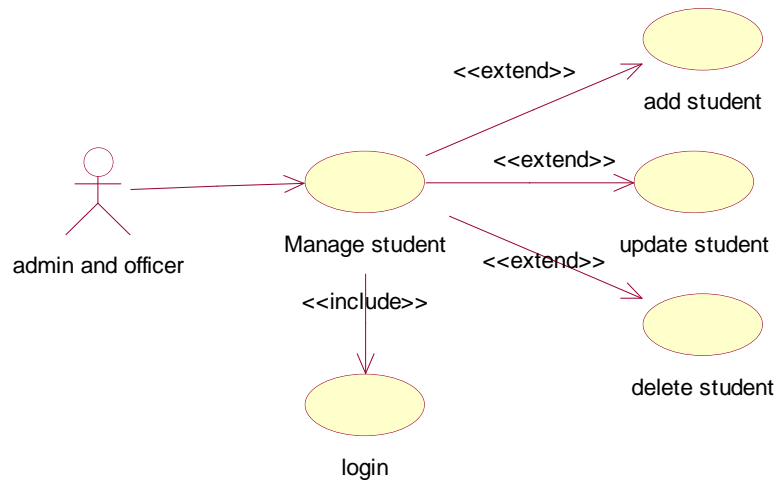 <<extend>>
add student
<<extend>>
admin and officer
Manage student
update student
<<extend>>
<<include>>
delete student
login